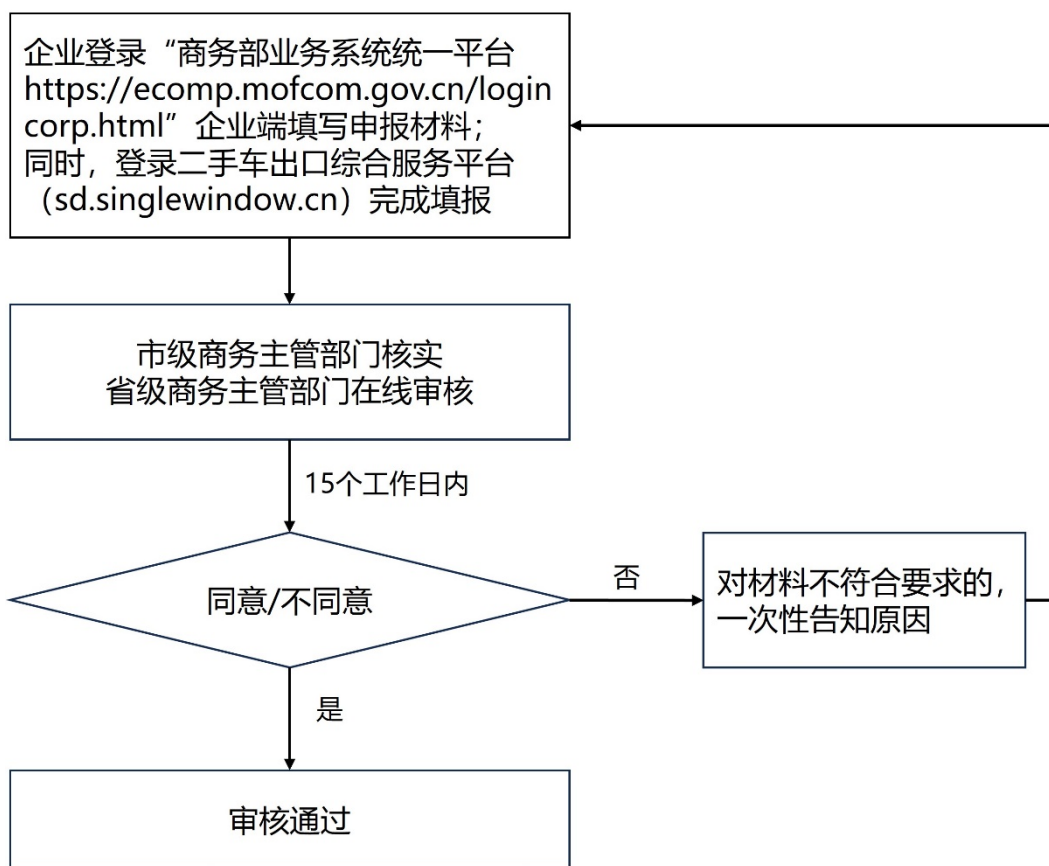 企业登录“商务部业务系统统一平台
https://ecomp.mofcom.gov.cn/login
corp.html”企业端填写申报材料；
同时，登录二手车出口综合服务平台
（sd.singlewindow.cn）完成填报
市级商务主管部门核实
省级商务主管部门在线审核
15个工作日内
同意/不同意
否
对材料不符合要求的，
一次性告知原因
是
审核通过